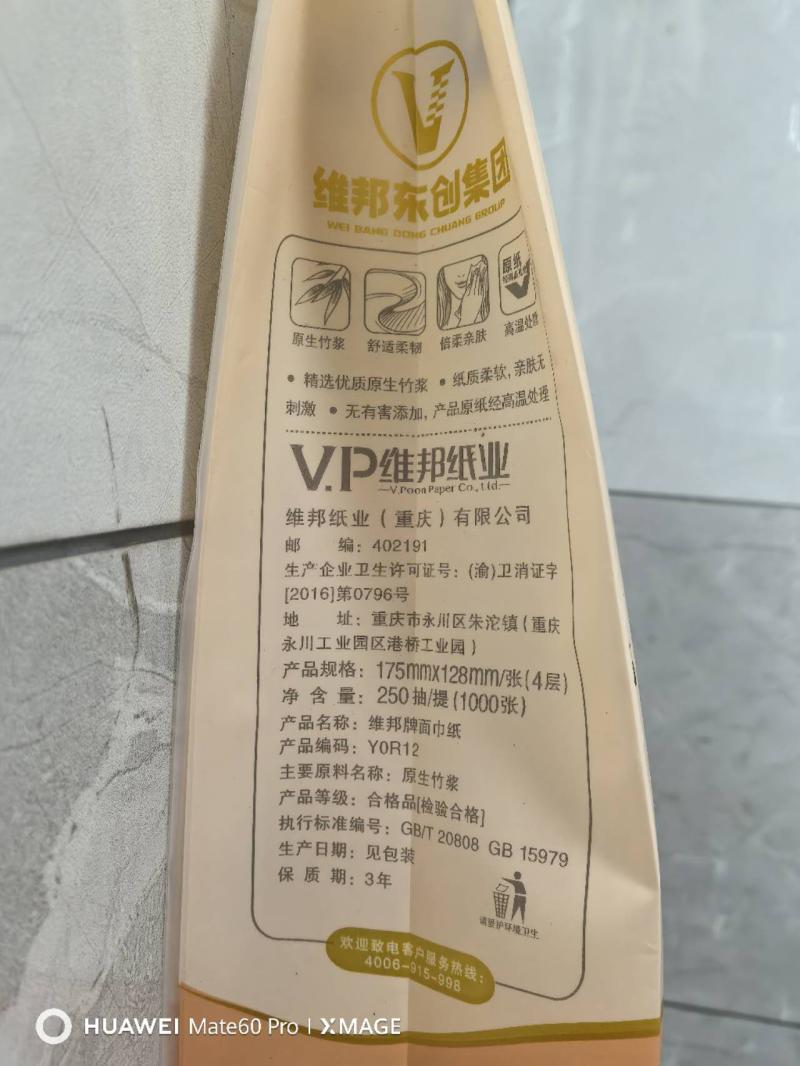 维邦东创集团
WEI BANG DONG CHUANG GROUP
原生竹浆 舒适柔韧 倍柔亲肤 高温处理
原纸
• 精选优质原生竹浆 • 纸质柔软,亲肤无
刺激 • 无有害添加,产品原纸经高温处理
V.P维邦纸业
V.Poon Paper Co., Ltd.
维邦纸业(重庆)有限公司
邮 编:402191
生产企业卫生许可证号:(渝)卫消证字
[2016]第0796号
地 址:重庆市永川区朱沱镇(重庆
永川工业园区港桥工业园)
产品规格:175mmX128mm/张(4层)
净 含 量:250抽/提(1000张)
产品名称:维邦牌面巾纸
产品编码:Y0R12
主要原料名称:原生竹浆
产品等级:合格品[检验合格]
执行标准编号:GB/T 20808 GB 15979
生产日期:见包装
保 质 期:3年
请爱护环境卫生
欢迎致电客户服务热线:
4006-915-998
HUAWEI Mate60 Pro | XMAGE